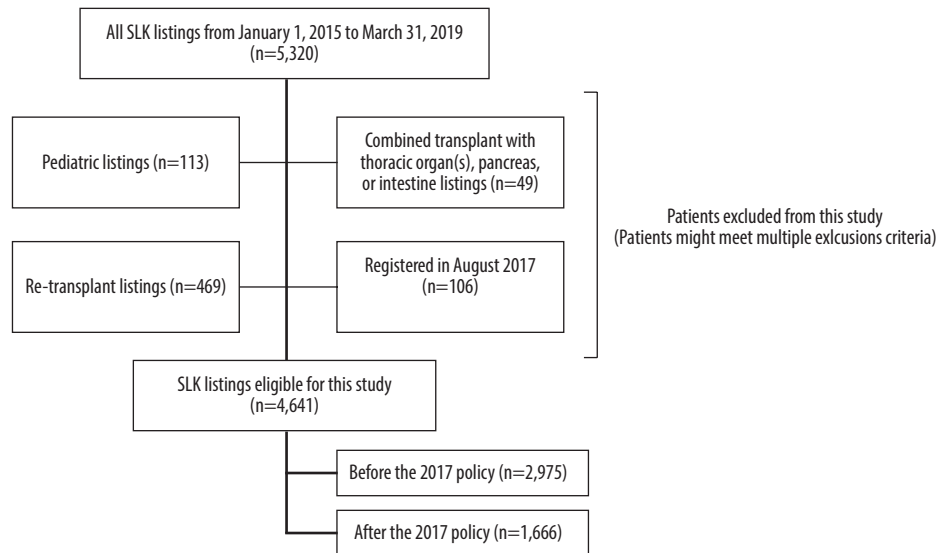 All SLK listings from January 1, 2015 to March 31, 2019
(n=5,320)
Pediatric listings (n=113)
Combined transplant with
thoracic organ(s), pancreas,
or intestine listings (n=49)
Patients excluded from this study
(Patients might meet multiple exlcusions criteria)
Re-transplant listings (n=469)
Registered in August 2017
(n=106)
SLK listings eligible for this study
(n=4,641)
Before the 2017 policy (n=2,975)
After the 2017 policy (n=1,666)